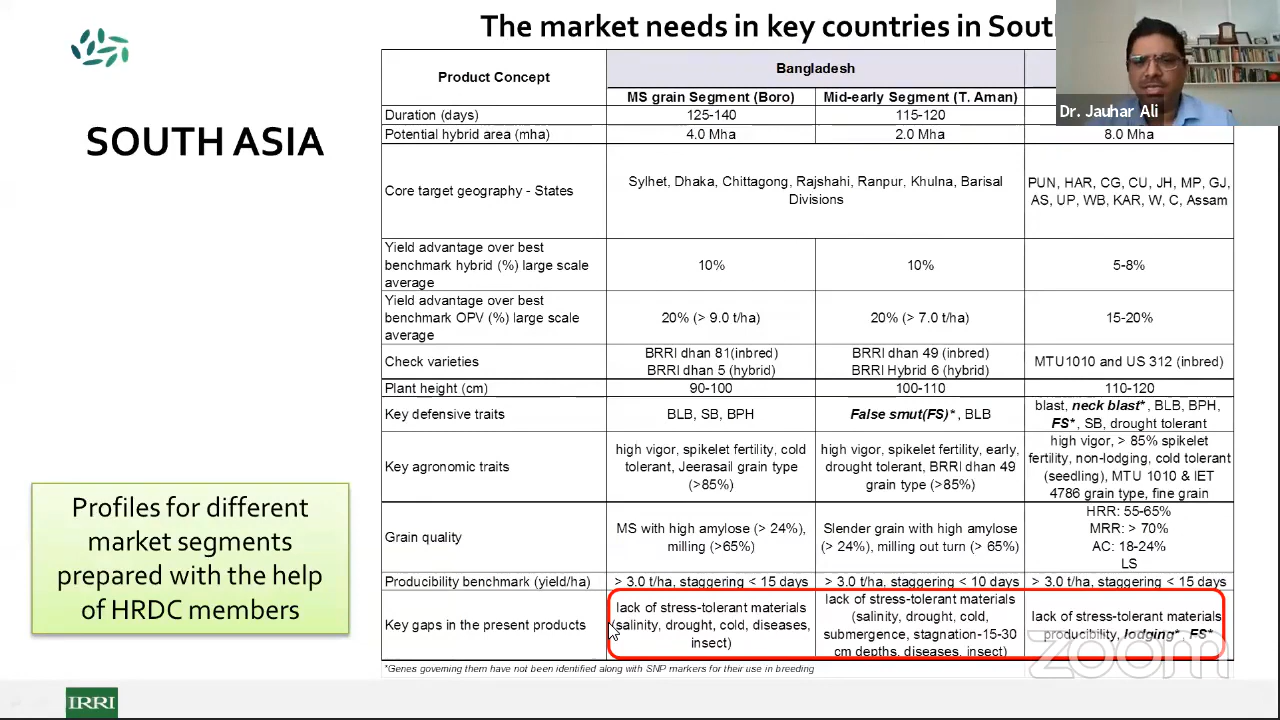 The market needs in key countries in Sout
SOUTH ASIA
Product Concept
Bangladesh
MS grain Segment (Boro)
Mid-early Segment (T. Aman)
Dr. Jauhar Ali
Duration (days)
125-140
115-120
Potential hybrid area (mha)
4.0 Mha
2.0 Mha
8.0 Mha
Core target geography - States
Sylhet, Dhaka, Chittagong, Rajshahi, Ranpur, Khulna, Barisal
Divisions
PUN, HAR, CG, CU, JH, MP, GJ,
AS, UP, WB, KAR, W, C, Assam
Yield advantage over best
benchmark hybrid (%) large scale
average
10%
10%
5-8%
Yield advantage over best
benchmark OPV (%) large scale
average
20% (> 9.0 t/ha)
20% (> 7.0 t/ha)
15-20%
Check varieties
BRRI dhan 81(inbred)
BRRI dhan 5 (hybrid)
BRRI dhan 49 (inbred)
BRRI Hybrid 6 (hybrid)
MTU1010 and US 312 (inbred)
Plant height (cm)
90-100
100-110
110-120
Key defensive traits
BLB, SB, BPH
False smut(FS)*, BLB
blast, neck blast*, BLB, BPH,
FS*, SB, drought tolerant
Key agronomic traits
high vigor, spikelet fertility, cold
tolerant, Jeerasail grain type
(>85%)
high vigor, spikelet fertility, early,
drought tolerant, BRRI dhan 49
grain type (>85%)
high vigor, > 85% spikelet
fertility, non-lodging, cold tolerant
(seedling), MTU 1010 & IET
4786 grain type, fine grain
Grain quality
MS with high amylose (> 24%),
milling (>65%)
Slender grain with high amylose
(> 24%), milling out turn (> 65%)
HRR: 55-65%
MRR: > 70%
AC: 18-24%
LS
Producibility benchmark (yield/ha)
> 3.0 t/ha, staggering < 15 days
> 3.0 t/ha, staggering < 10 days
> 3.0 t/ha, staggering < 15 days
Key gaps in the present products
lack of stress-tolerant materials
(salinity, drought, cold, diseases,
insect)
lack of stress-tolerant materials
(salinity, drought, cold,
submergence, stagnation-15-30
cm depths, diseases, insect)
lack of stress-tolerant materials
producibility, lodging*, FS*
*Genes governing them have not been identified along with SNP markers for their use in breeding
Profiles for different
market segments
prepared with the help
of HRDC members
zoom
IRRI